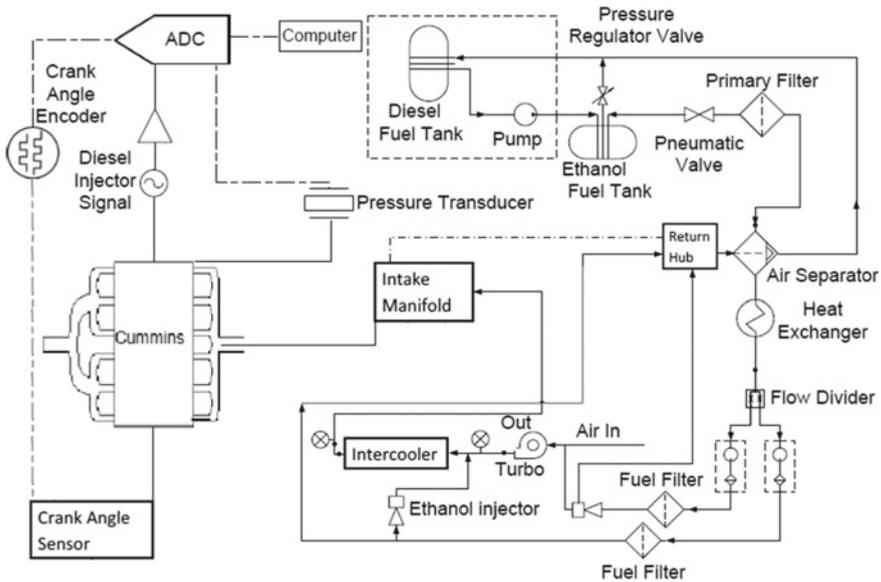 ADC
Computer
Crank
Angle
Encoder
Diesel
Injector
Signal
Pressure Transducer
Cummins
Crank Angle
Sensor
Diesel
Fuel Tank
Pump
Pressure
Regulator Valve
Ethanol
Fuel Tank
Pneumatic
Valve
Primary Filter
Return
Hub
Air Separator
Heat
Exchanger
Flow Divider
Intake
Manifold
Intercooler
Out
Turbo
Air In
Ethanol injector
Fuel Filter
Fuel Filter